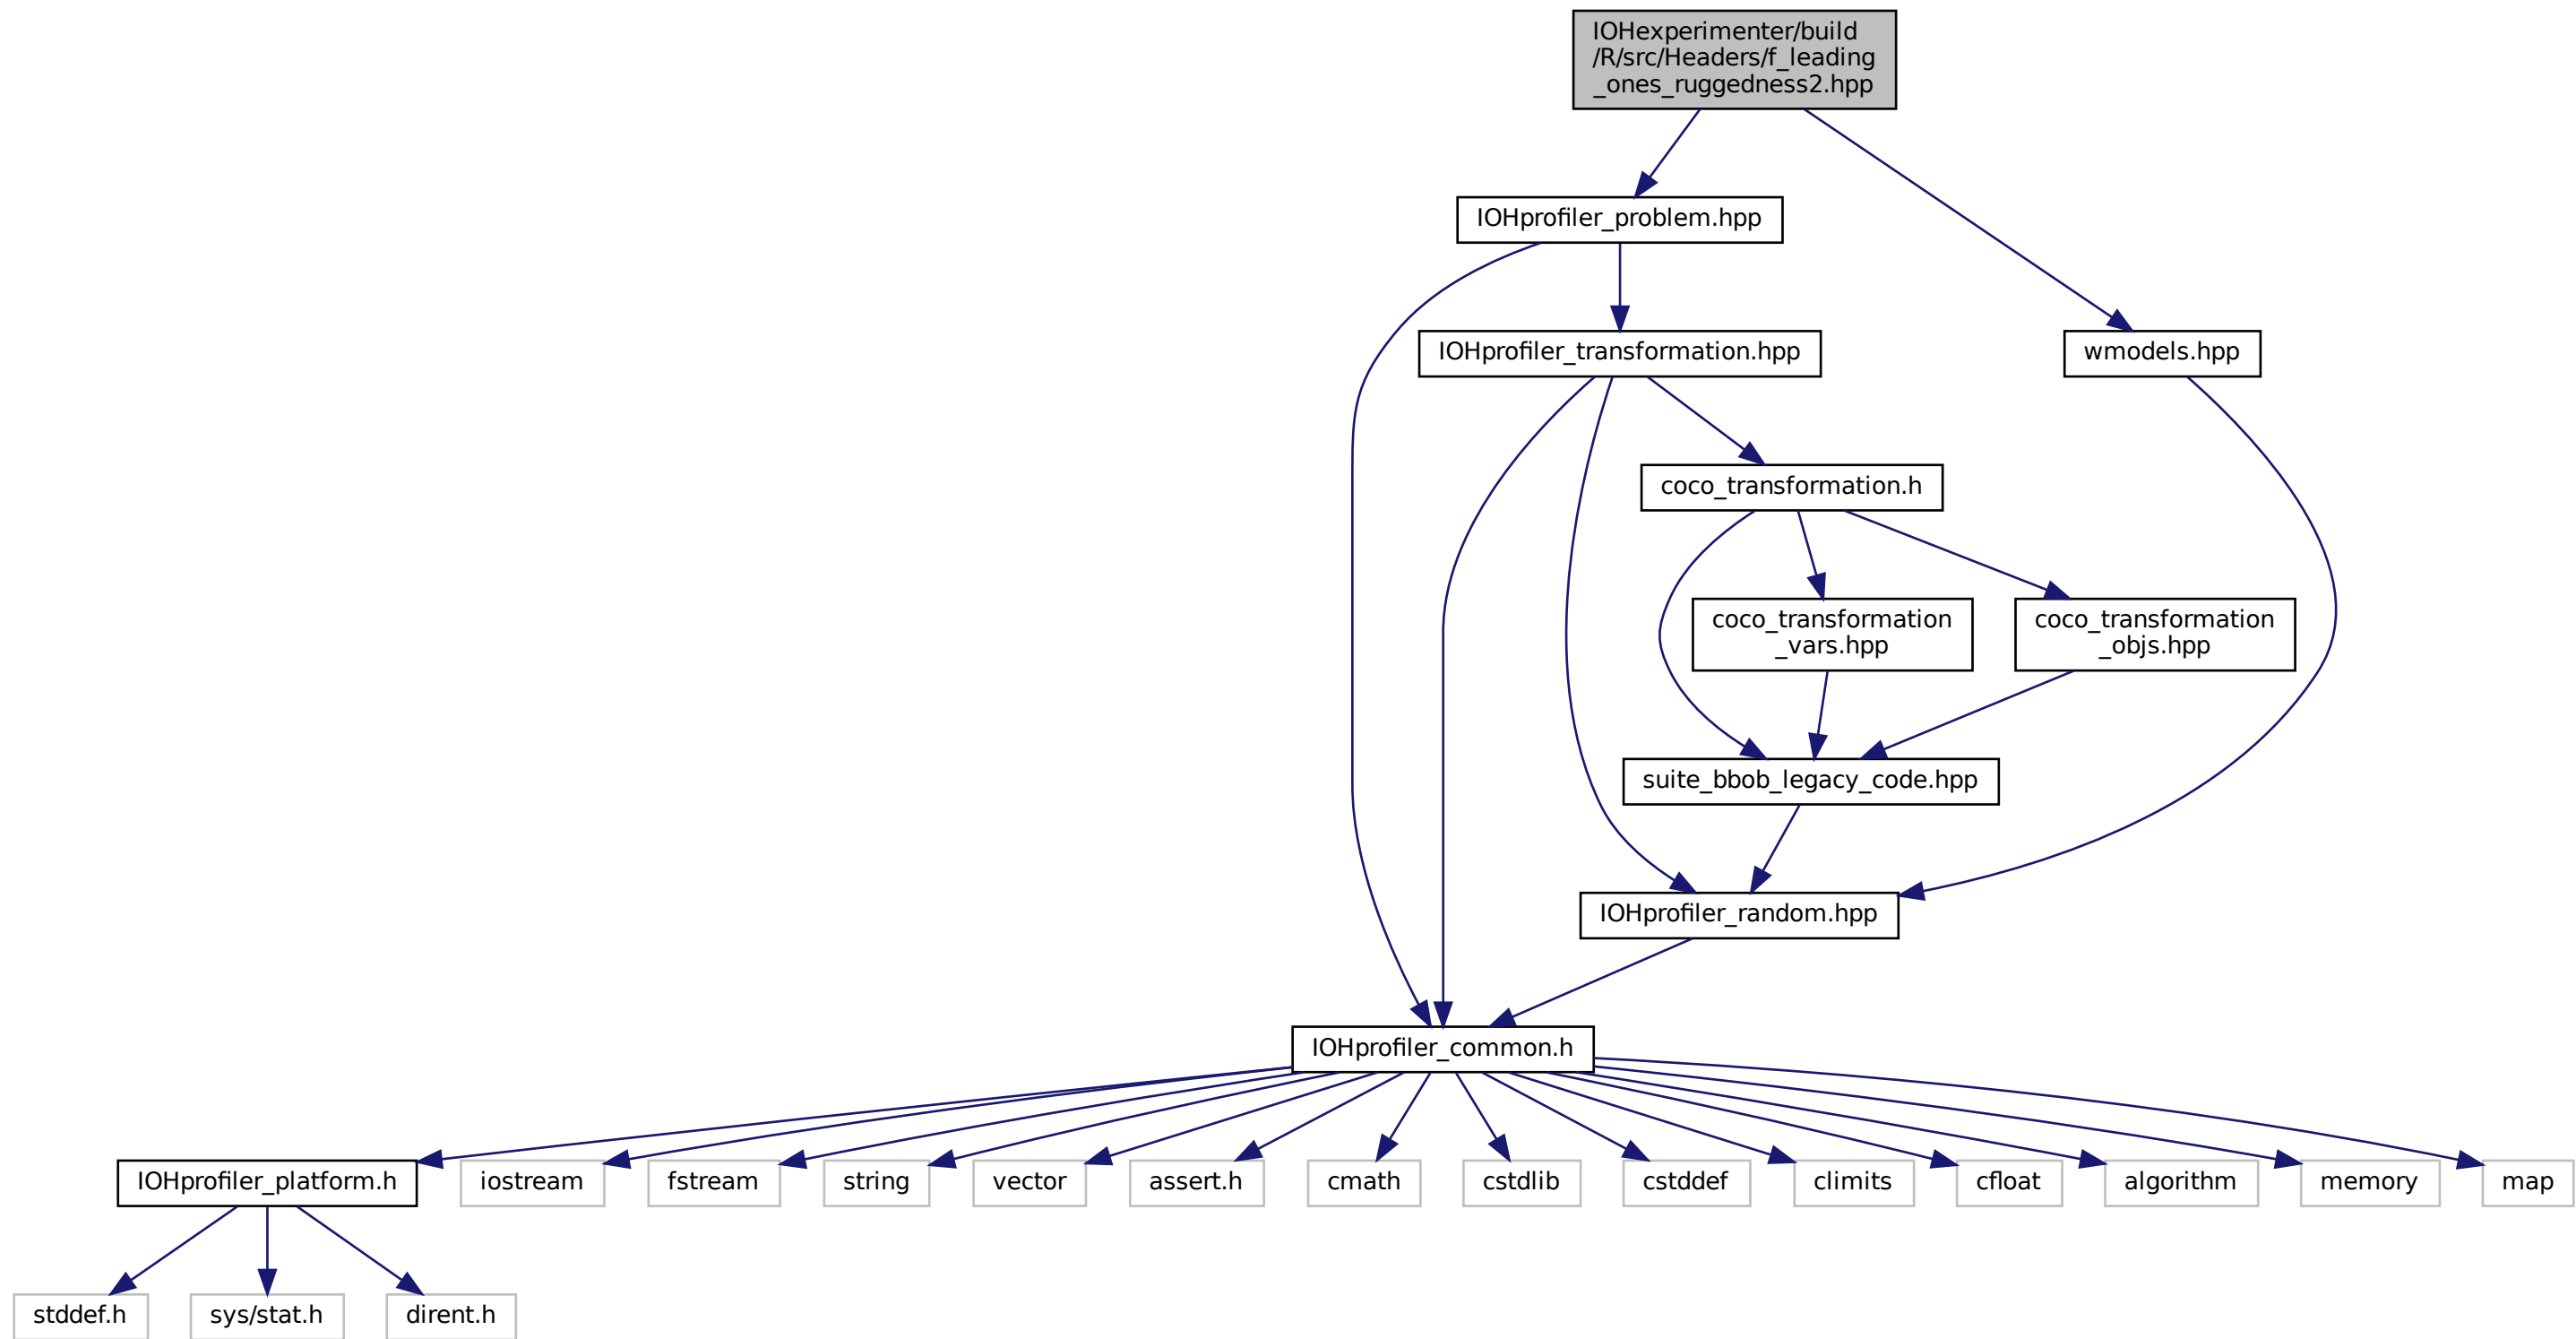 IOHexperimenter/build
/R/src/Headers/f_leading
_ones_ruggedness2.hpp
IOHprofiler_problem.hpp
IOHprofiler_transformation.hpp
wmodels.hpp
coco_transformation.h
coco_transformation
_vars.hpp
coco_transformation
_objs.hpp
suite_bbob_legacy_code.hpp
IOHprofiler_random.hpp
IOHprofiler_common.h
IOHprofiler_platform.h
iostream
fstream
string
vector
assert.h
cmath
cstdlib
cstddef
climits
cfloat
algorithm
memory
map
stddef.h
sys/stat.h
dirent.h